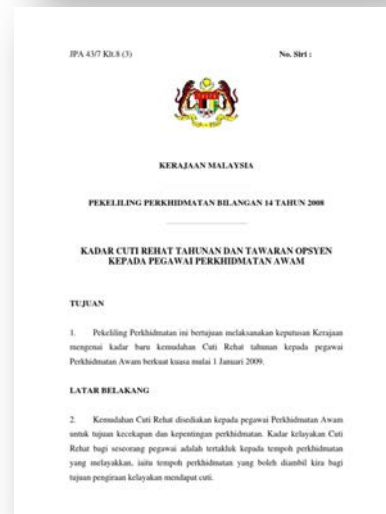 JPA 43/7 Klt.8 (3) No. Siri :
KERAJAAN MALAYSIA
PEKELILING PERKHIDMATAN BILANGAN 14 TAHUN 2008
KADAR CUTI REHAT TAHUNAN DAN TAWARAN OPSYEN
KEPADA PEGAWAI PERKHIDMATAN AWAM
TUJUAN
1. Pekeliling Perkhidmatan ini bertujuan melaksanakan keputusan Kerajaan
mengenai kadar baru kemudahan Cuti Rehat tahunan kepada pegawai
Perkhidmatan Awam berkuat kuasa mulai 1 Januari 2009.
LATAR BELAKANG
2. Kemudahan Cuti Rehat disediakan kepada pegawai Perkhidmatan Awam
untuk tujuan kecekapan dan kepentingan perkhidmatan. Kadar kelayakan Cuti
Rehat bagi seseorang pegawai adalah tertakluk kepada tempoh perkhidmatan
yang melayakkan, iaitu tempoh perkhidmatan yang boleh diambil kira bagi
tujuan pengiraan kelayakan mendapat cuti.